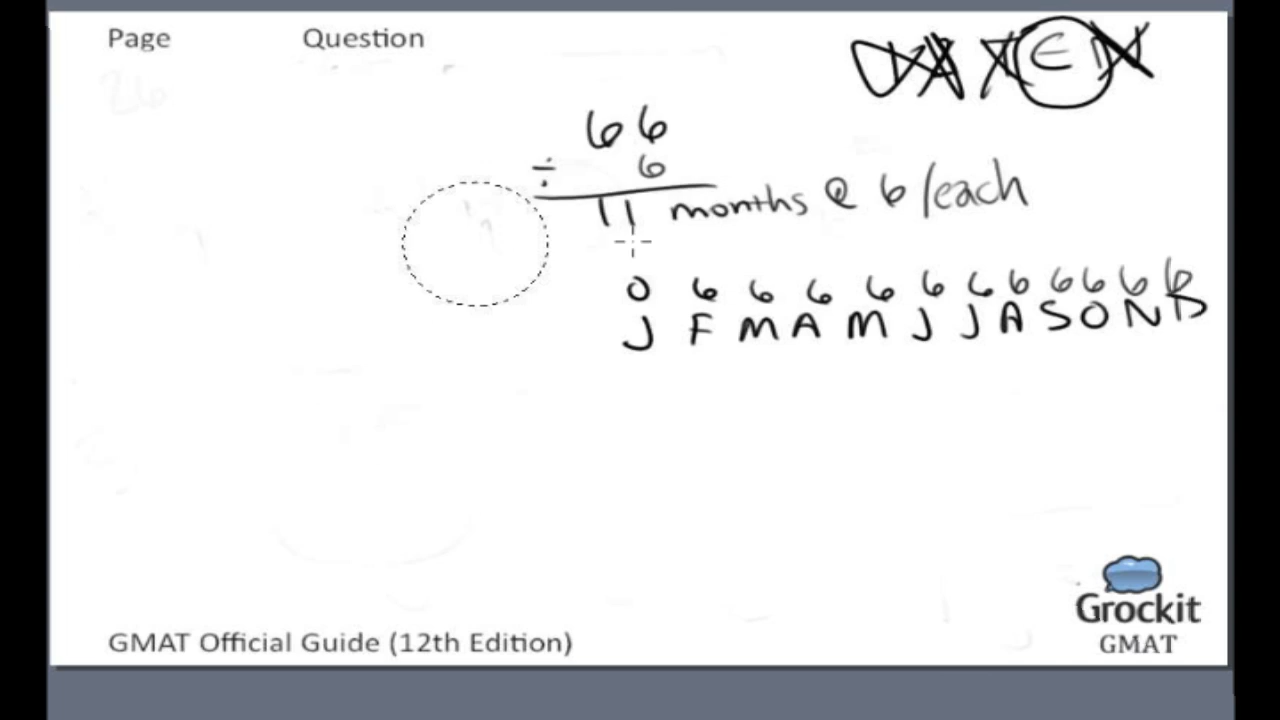 Page Question
E
66
÷ 6
11 months @ 6/each
0 6 6 6 6 6 6 6 6 6 6 6
J F M A M J J A S O N D
Grockit
GMAT
GMAT Official Guide (12th Edition)